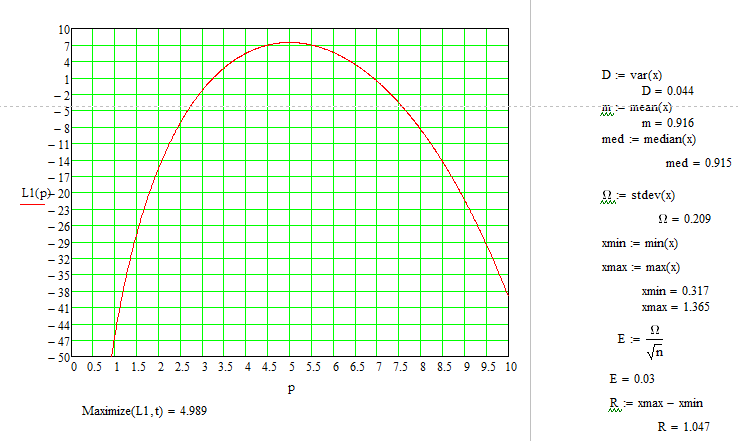 10
7
4
1
− 2
− 5
− 8
− 11
− 14
− 17
L1(p)
− 20
− 23
− 26
− 29
− 32
− 35
− 38
− 41
− 44
− 47
− 50
0 0.5 1 1.5 2 2.5 3 3.5 4 4.5 5 5.5 6 6.5 7 7.5 8 8.5 9 9.5 10
p
Maximize(L1, t) = 4.989
D := var(x)
D = 0.044
m := mean(x)
m = 0.916
med := median(x)
med = 0.915
Ω := stdev(x)
Ω = 0.209
xmin := min(x)
xmax := max(x)
xmin = 0.317
xmax = 1.365
E := Ω / √n
E = 0.03
R := xmax − xmin
R = 1.047